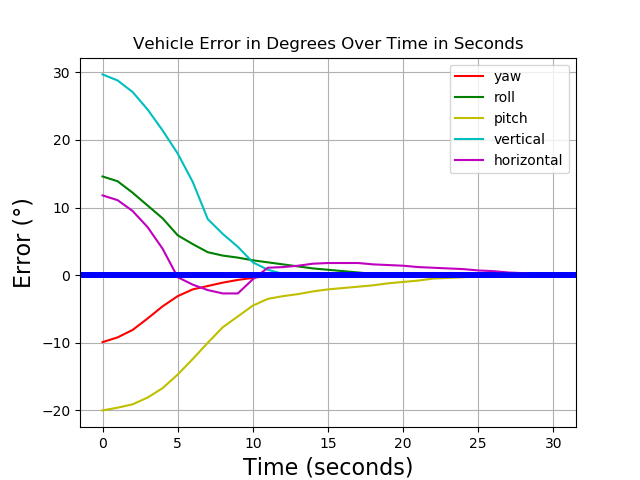 Vehicle Error in Degrees Over Time in Seconds
yaw
roll
pitch
vertical
horizontal
30
20
10
0
−10
−20
Error (°)
0 5 10 15 20 25 30
Time (seconds)